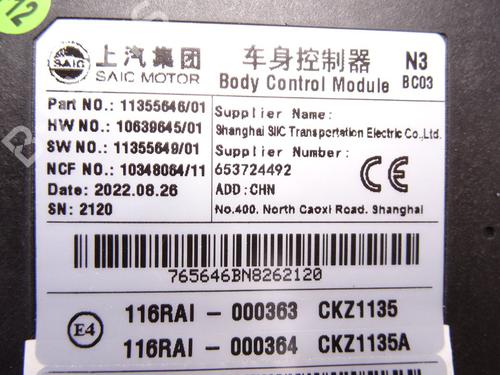 12
SAIC
上汽集团
SAIC MOTOR
车身控制器
Body Control Module
N3
BC03
Part NO.: 11355646/01
HW NO.: 10639645/01
SW NO.: 11355649/01
NCF NO.: 10348064/11
Date: 2022.08.26
SN: 2120
Supplier Name:
Shanghai SIIC Transportation Electric Co.,Ltd.
Supplier Number:
653724492
ADD: CHN
No.400, North Caoxi Road, Shanghai
CE
765646BN8262120
E4
116RAI - 000363 CKZ1135
116RAI - 000364 CKZ1135A